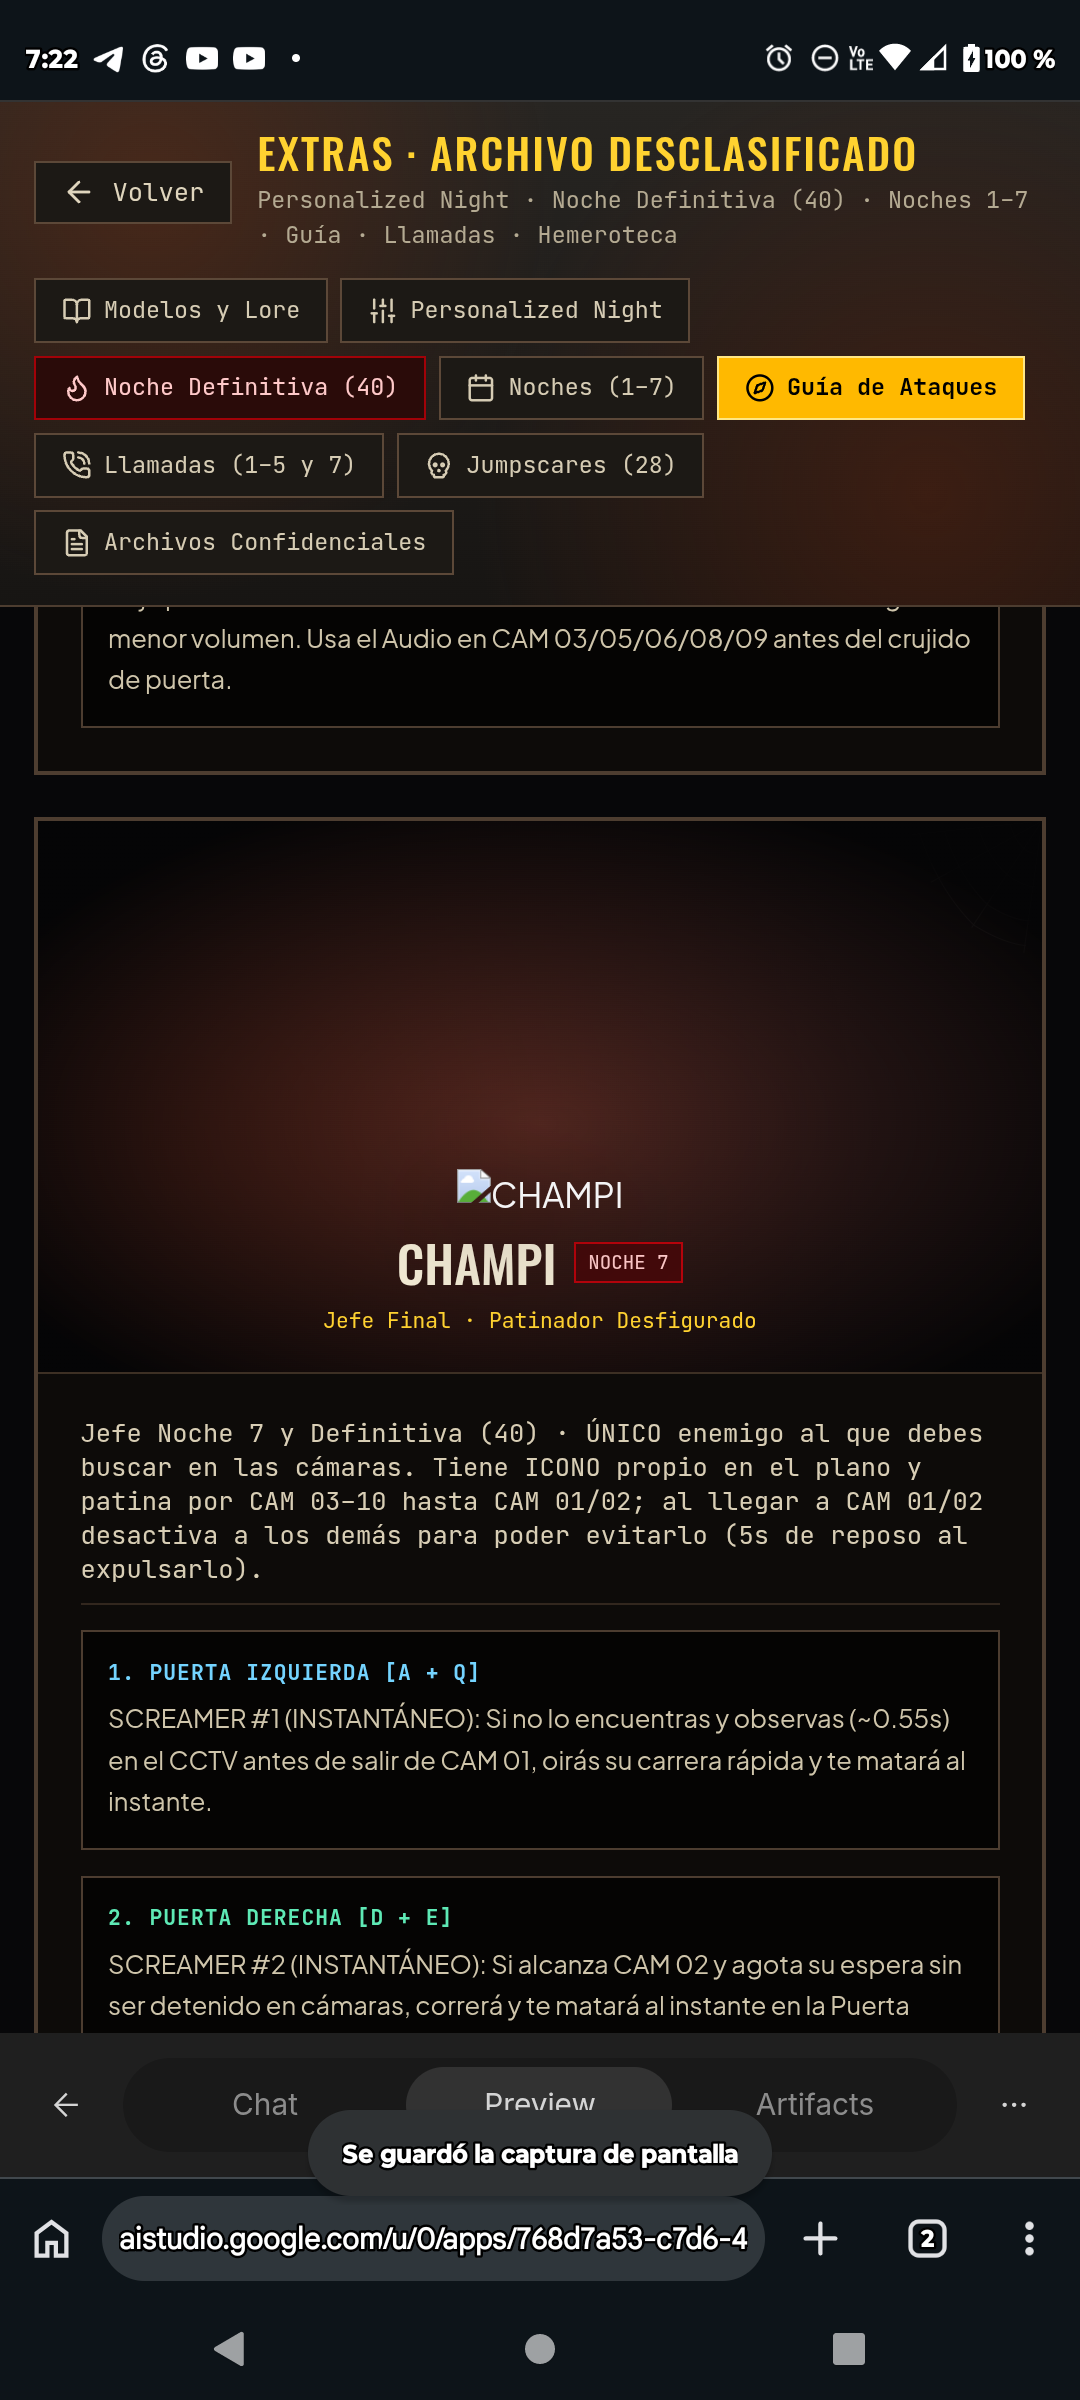 7:22
Vo LTE
100 %
Volver
EXTRAS · ARCHIVO DESCLASIFICADO
Personalized Night · Noche Definitiva (40) · Noches 1–7
· Guía · Llamadas · Hemeroteca
Modelos y Lore
Personalized Night
Noche Definitiva (40)
Noches (1–7)
Guía de Ataques
Llamadas (1–5 y 7)
Jumpscares (28)
Archivos Confidenciales
menor volumen. Usa el Audio en CAM 03/05/06/08/09 antes del crujido
de puerta.
CHAMPI
CHAMPI
NOCHE 7
Jefe Final · Patinador Desfigurado
Jefe Noche 7 y Definitiva (40) · ÚNICO enemigo al que debes
buscar en las cámaras. Tiene ICONO propio en el plano y
patina por CAM 03–10 hasta CAM 01/02; al llegar a CAM 01/02
desactiva a los demás para poder evitarlo (5s de reposo al
expulsarlo).
1. PUERTA IZQUIERDA [A + Q]
SCREAMER #1 (INSTANTÁNEO): Si no lo encuentras y observas (~0.55s)
en el CCTV antes de salir de CAM 01, oirás su carrera rápida y te matará al
instante.
2. PUERTA DERECHA [D + E]
SCREAMER #2 (INSTANTÁNEO): Si alcanza CAM 02 y agota su espera sin
ser detenido en cámaras, correrá y te matará al instante en la Puerta
Chat
Preview
Artifacts
Se guardó la captura de pantalla
aistudio.google.com/u/0/apps/768d7a53-c7d6-4
2